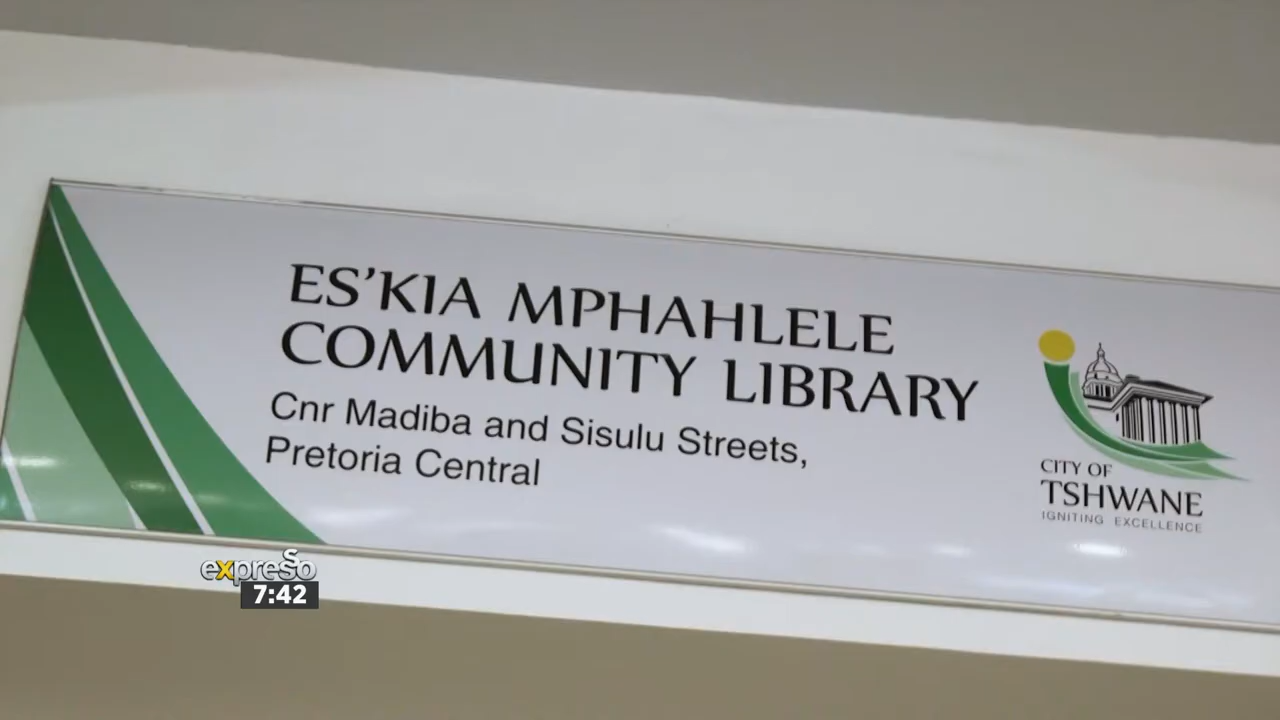 ES’KIA MPHAHLELE
COMMUNITY LIBRARY
Cnr Madiba and Sisulu Streets,
Pretoria Central
CITY OF
TSHWANE
IGNITING EXCELLENCE
expresso
7:42